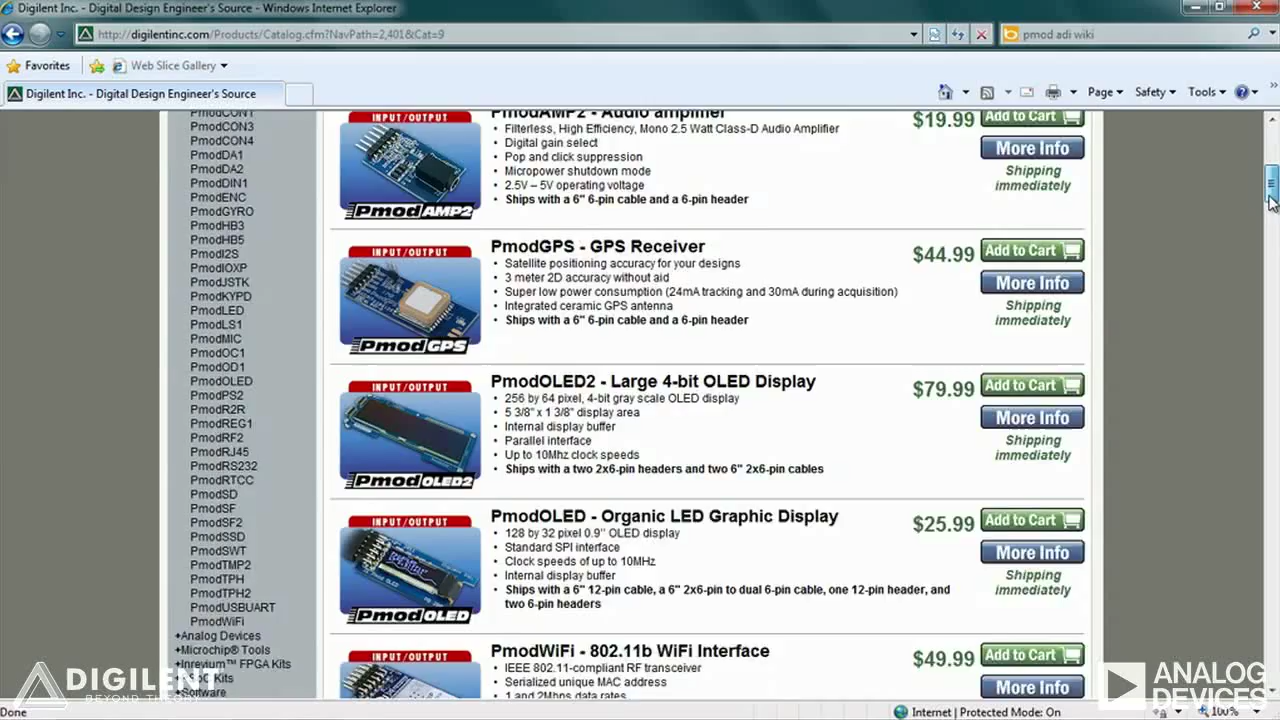 Digilent Inc. - Digital Design Engineer's Source - Windows Internet Explorer
http://digilentinc.com/Products/Catalog.cfm?NavPath=2,401&Cat=9
pmod adi wiki
Favorites
Web Slice Gallery
Digilent Inc. - Digital Design Engineer's Source
Page
Safety
Tools
PmodCON1
PmodCON3
PmodCON4
PmodDA1
PmodDA2
PmodDIN1
PmodENC
PmodGYRO
PmodHB3
PmodHB5
PmodI2S
PmodIOXP
PmodJSTK
PmodKYPD
PmodLED
PmodLS1
PmodMIC
PmodOC1
PmodOD1
PmodOLED
PmodPS2
PmodR2R
PmodREG1
PmodRF2
PmodRJ45
PmodRS232
PmodRTCC
PmodSD
PmodSF
PmodSF2
PmodSSD
PmodSWT
PmodTMP2
PmodTPH
PmodTPH2
PmodUSBUART
PmodWiFi
+Analog Devices
+Microchip® Tools
+Inrevium™ FPGA Kits
Kits
Software
INPUT/OUTPUT
PmodAMP2
PmodAMP2 - Audio amplifier
• Filterless, High Efficiency, Mono 2.5 Watt Class-D Audio Amplifier
• Digital gain select
• Pop and click suppression
• Micropower shutdown mode
• 2.5V – 5V operating voltage
• Ships with a 6" 6-pin cable and a 6-pin header
$19.99
Add to Cart
More Info
Shipping
immediately
INPUT/OUTPUT
PmodGPS
PmodGPS - GPS Receiver
• Satellite positioning accuracy for your designs
• 3 meter 2D accuracy without aid
• Super low power consumption (24mA tracking and 30mA during acquisition)
• Integrated ceramic GPS antenna
• Ships with a 6" 6-pin cable and a 6-pin header
$44.99
Add to Cart
More Info
Shipping
immediately
INPUT/OUTPUT
PmodOLED2
PmodOLED2 - Large 4-bit OLED Display
• 256 by 64 pixel, 4-bit gray scale OLED display
• 5 3/8" x 1 3/8" display area
• Internal display buffer
• Parallel interface
• Up to 10Mhz clock speeds
• Ships with a two 2x6-pin headers and two 6" 2x6-pin cables
$79.99
Add to Cart
More Info
Shipping
immediately
INPUT/OUTPUT
PmodOLED
PmodOLED - Organic LED Graphic Display
• 128 by 32 pixel 0.9" OLED display
• Standard SPI interface
• Clock speeds of up to 10MHz
• Internal display buffer
• Ships with a 6" 12-pin cable, a 6" 2x6-pin to dual 6-pin cable, one 12-pin header, and
two 6-pin headers
$25.99
Add to Cart
More Info
Shipping
immediately
INPUT/OUTPUT
PmodWiFi - 802.11b WiFi Interface
• IEEE 802.11-compliant RF transceiver
• Serialized unique MAC address
• 1 and 2Mbps data rates
$49.99
Add to Cart
More Info
DIGILENT
BEYOND THEORY
ANALOG
DEVICES
Done
Internet | Protected Mode: On
100%